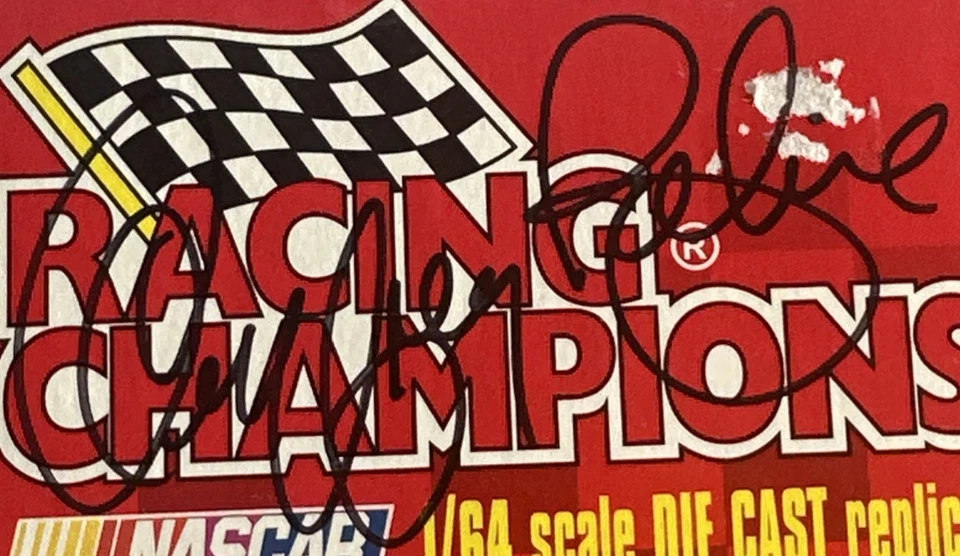 RACING®
CHAMPIONS
NASCAR
1/64 scale DIE CAST replic